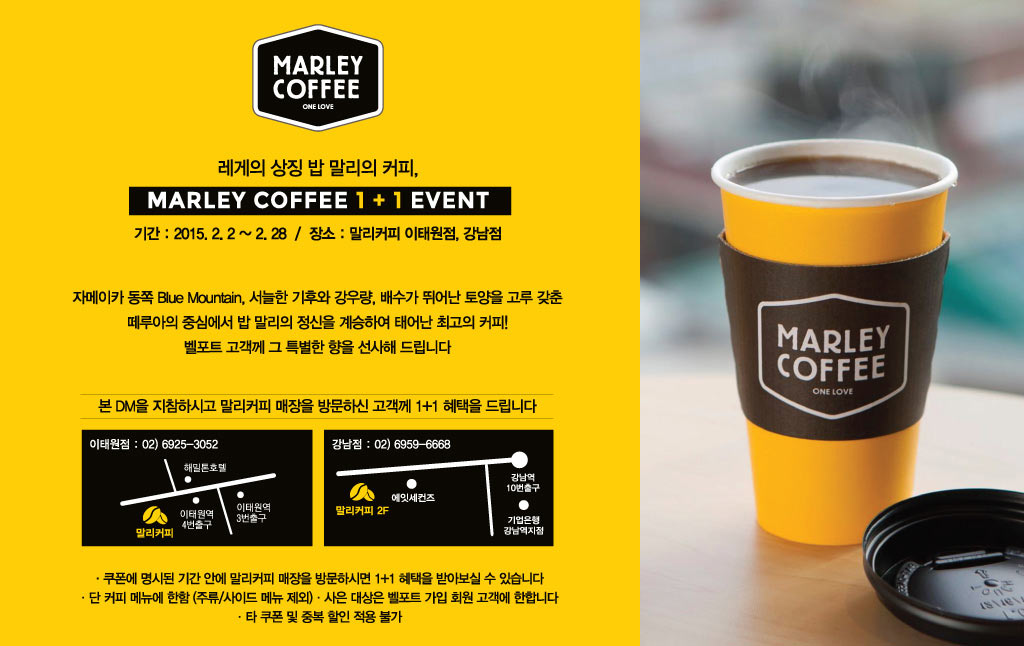 MARLEY
COFFEE
ONE LOVE
레게의 상징 밥 말리의 커피,
MARLEY COFFEE 1 + 1 EVENT
기간 : 2015. 2. 2 ~ 2. 28 / 장소 : 말리커피 이태원점, 강남점
자메이카 동쪽 Blue Mountain, 서늘한 기후와 강우량, 배수가 뛰어난 토양을 고루 갖춘
떼루아의 중심에서 밥 말리의 정신을 계승하여 태어난 최고의 커피!
벨포트 고객께 그 특별한 향을 선사해 드립니다
본 DM을 지참하시고 말리커피 매장을 방문하신 고객께 1+1 혜택을 드립니다
이태원점 : 02) 6925-3052
해밀톤호텔
이태원역
4번출구
이태원역
3번출구
말리커피
강남점 : 02) 6959-6668
강남역
10번출구
에잇세컨즈
말리커피 2F
기업은행
강남역지점
· 쿠폰에 명시된 기간 안에 말리커피 매장을 방문하시면 1+1 혜택을 받아보실 수 있습니다
· 단 커피 메뉴에 한함 (주류/사이드 메뉴 제외) · 사은 대상은 벨포트 가입 회원 고객에 한합니다
· 타 쿠폰 및 중복 할인 적용 불가
MARLEY
COFFEE
ONE LOVE